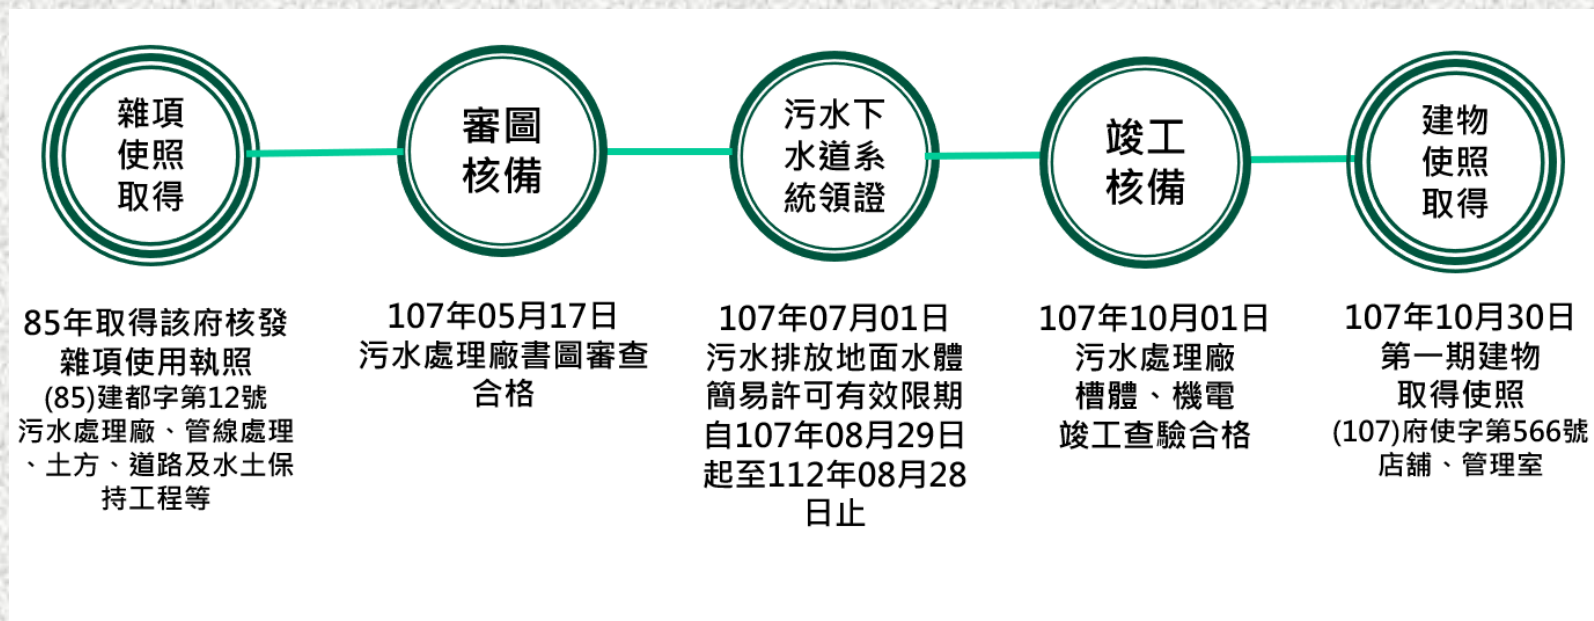 雜項
使照
取得
審圖
核備
污水下
水道系
統領證
竣工
核備
建物
使照
取得
85年取得該府核發
雜項使用執照
(85)建都字第12號
污水處理廠、管線處理
、土方、道路及水土保
持工程等
107年05月17日
污水處理廠書圖審查
合格
107年07月01日
污水排放地面水體
簡易許可有效限期
自107年08月29日
起至112年08月28
日止
107年10月01日
污水處理廠
槽體、機電
竣工查驗合格
107年10月30日
第一期建物
取得使照
(107)府使字第566號
店舖、管理室